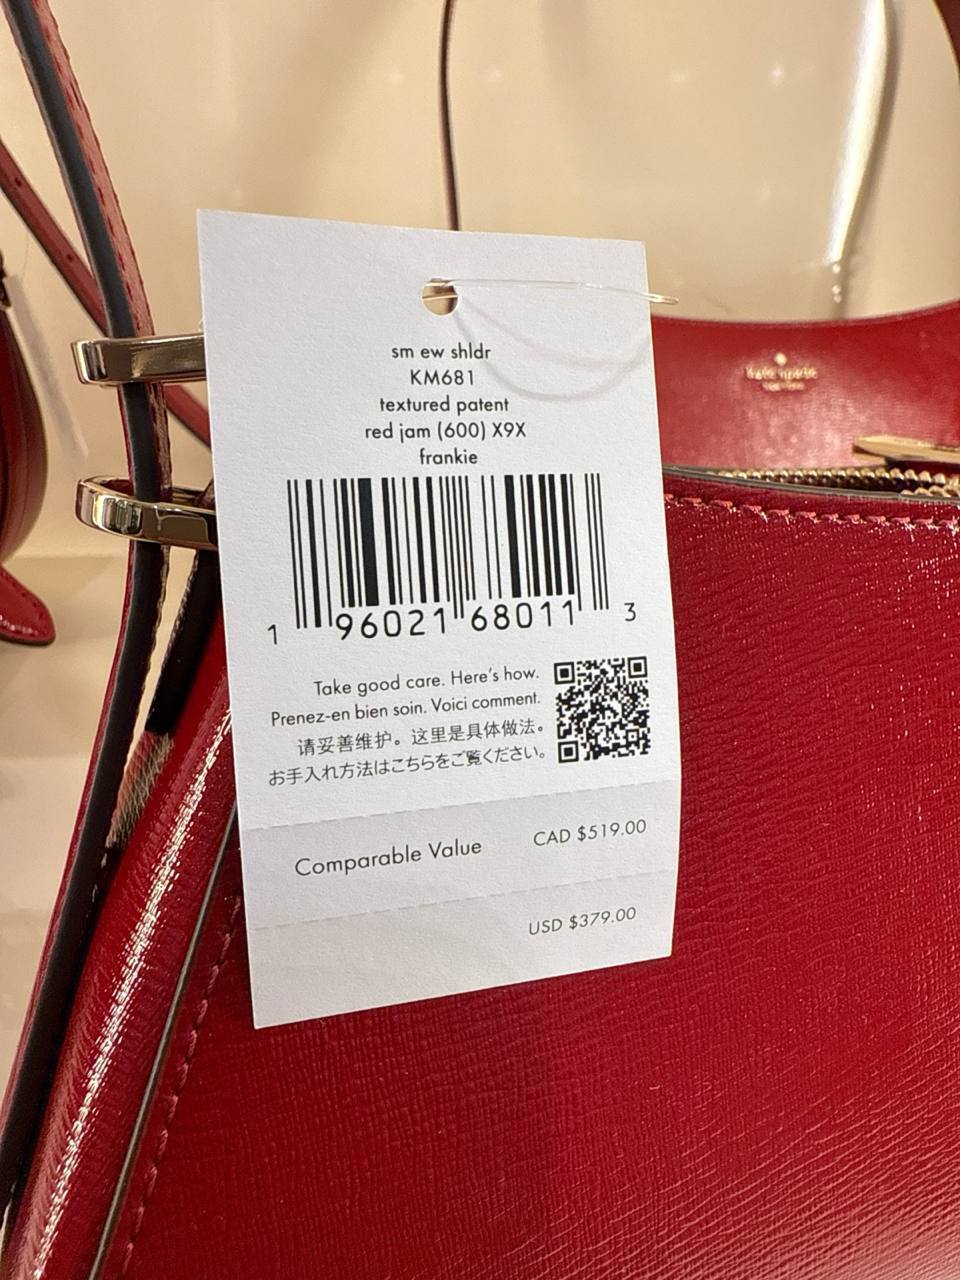 kate spade
sm ew shldr
KM681
textured patent
red jam (600) X9X
frankie
1 96021 68011 3
Take good care. Here's how.
Prenez-en bien soin. Voici comment.
请妥善维护。这里是具体做法。
お手入れ方法はこちらをご覧ください。
Comparable Value CAD $519.00
USD $379.00